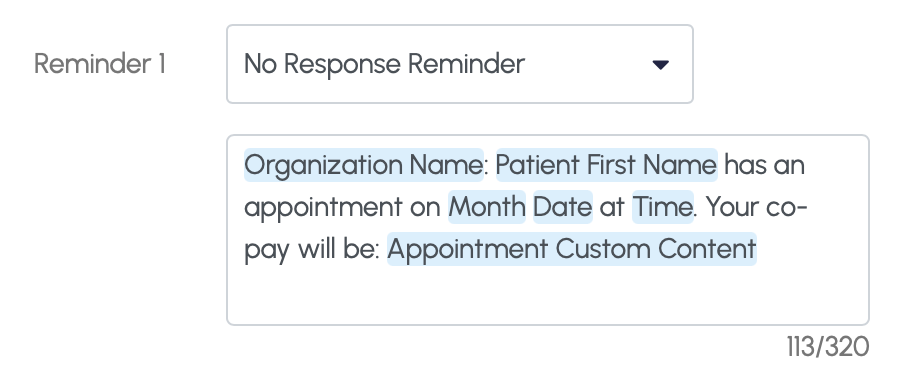 Reminder 1
No Response Reminder
Organization Name: Patient First Name has an
appointment on Month Date at Time. Your co-
pay will be: Appointment Custom Content
113/320